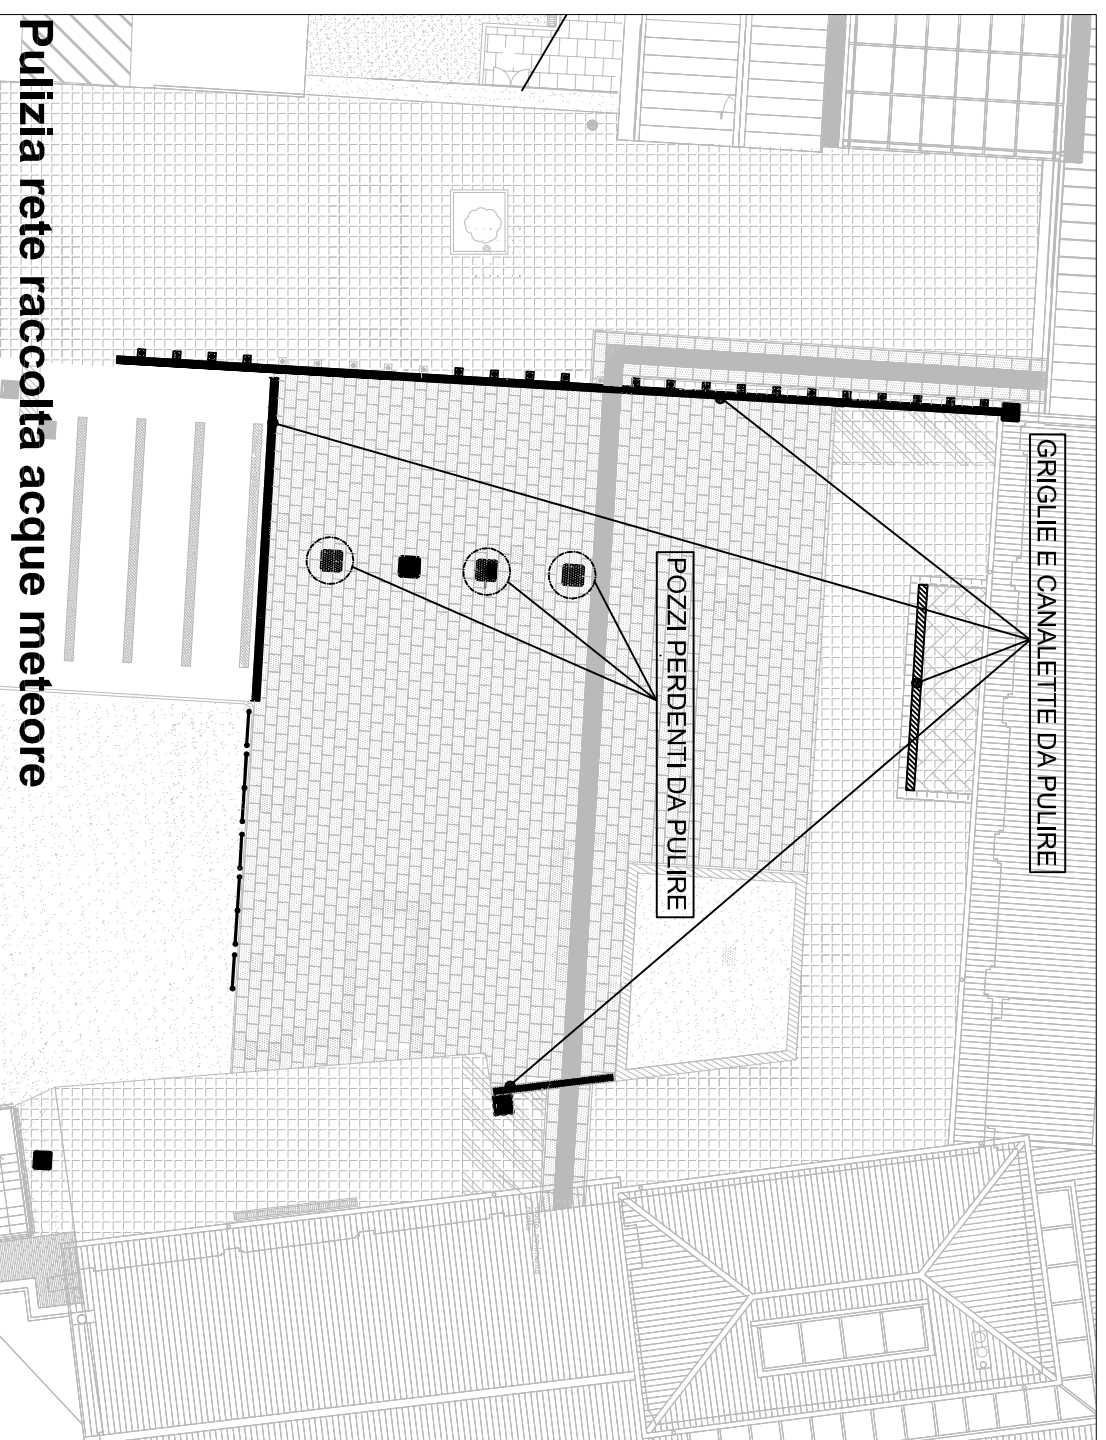 Pulizia rete raccolta acque meteore
GRIGLIE E CANALETTE DA PULIRE
POZZI PERDENTI DA PULIRE